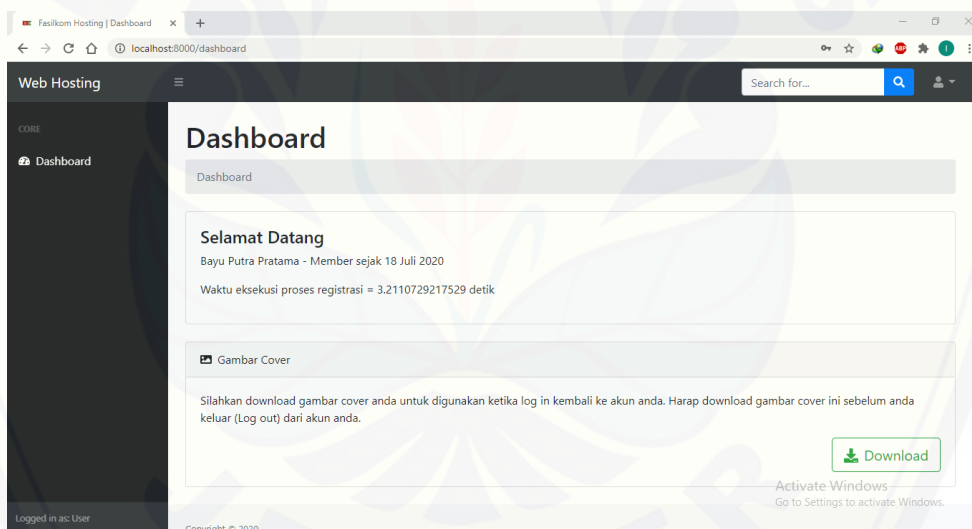 Fasilkom Hosting | Dashboard
localhost:8000/dashboard
ABP
I
Web Hosting
Search for...
CORE
Dashboard
Dashboard
Dashboard
Selamat Datang
Bayu Putra Pratama - Member sejak 18 Juli 2020
Waktu eksekusi proses registrasi = 3.2110729217529 detik
Gambar Cover
Silahkan download gambar cover anda untuk digunakan ketika log in kembali ke akun anda. Harap download gambar cover ini sebelum anda
keluar (Log out) dari akun anda.
Download
Activate Windows
Go to Settings to activate Windows.
Logged in as: User
Copyright © 2020